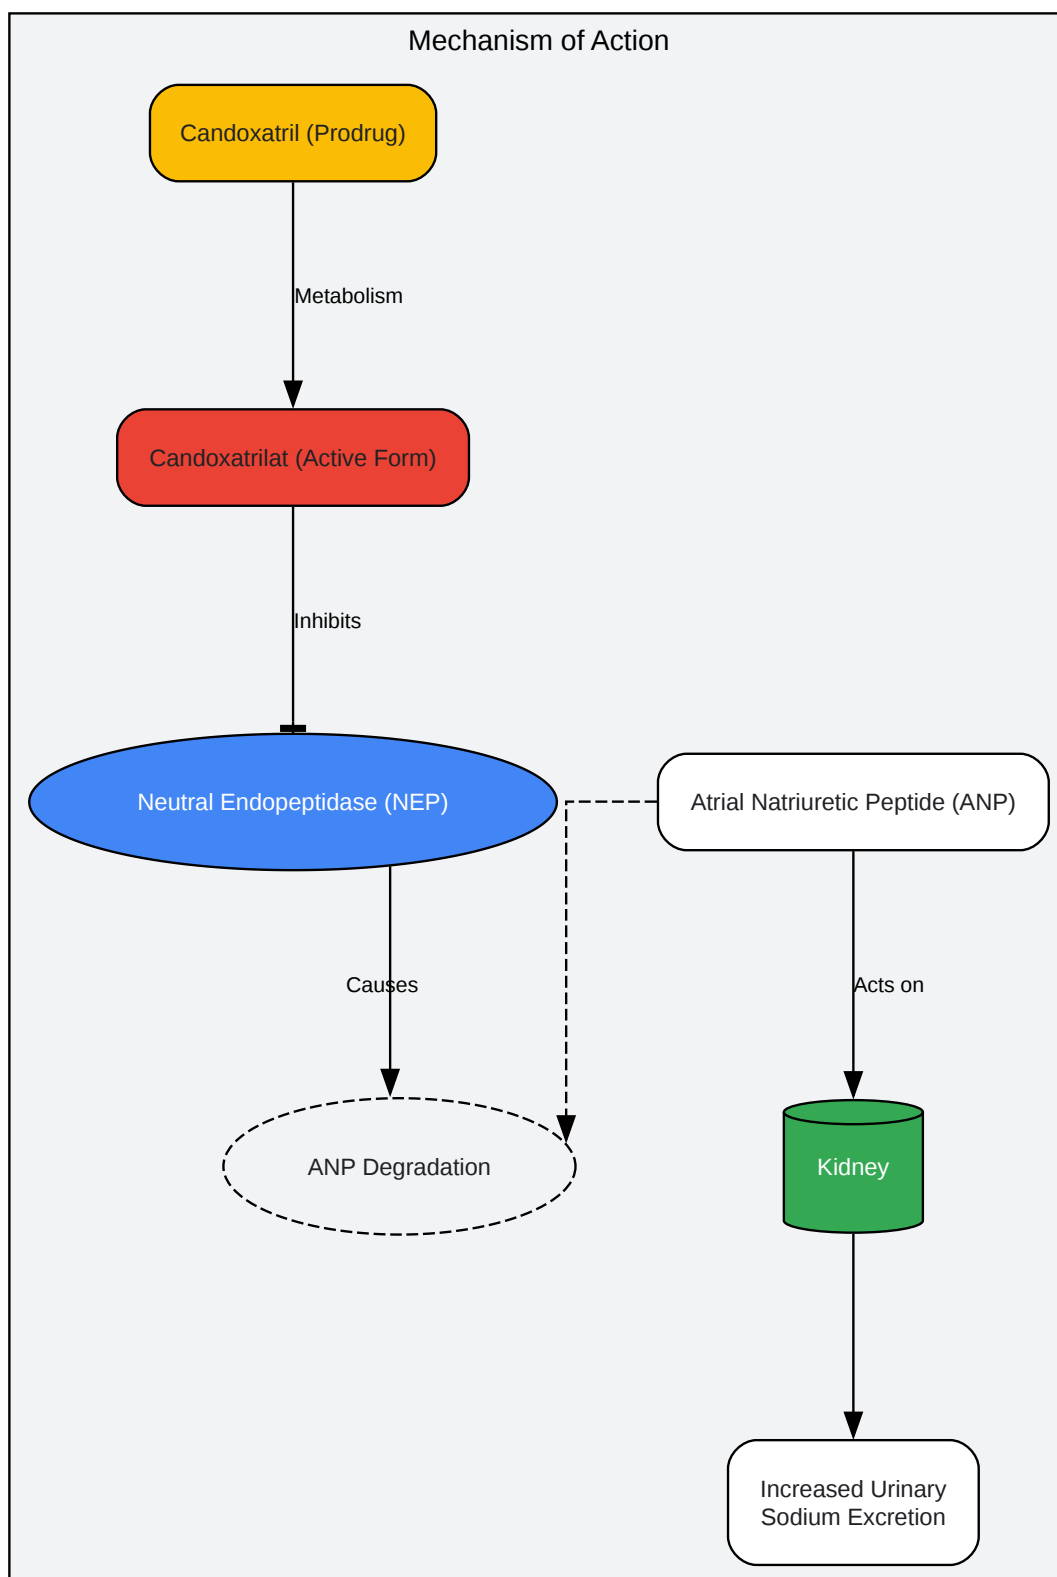 Mechanism of Action
Candoxatril (Prodrug)
Metabolism
Candoxatrilat (Active Form)
Inhibits
Neutral Endopeptidase (NEP)
Atrial Natriuretic Peptide (ANP)
Causes
Acts on
ANP Degradation
Kidney
Increased Urinary
Sodium Excretion